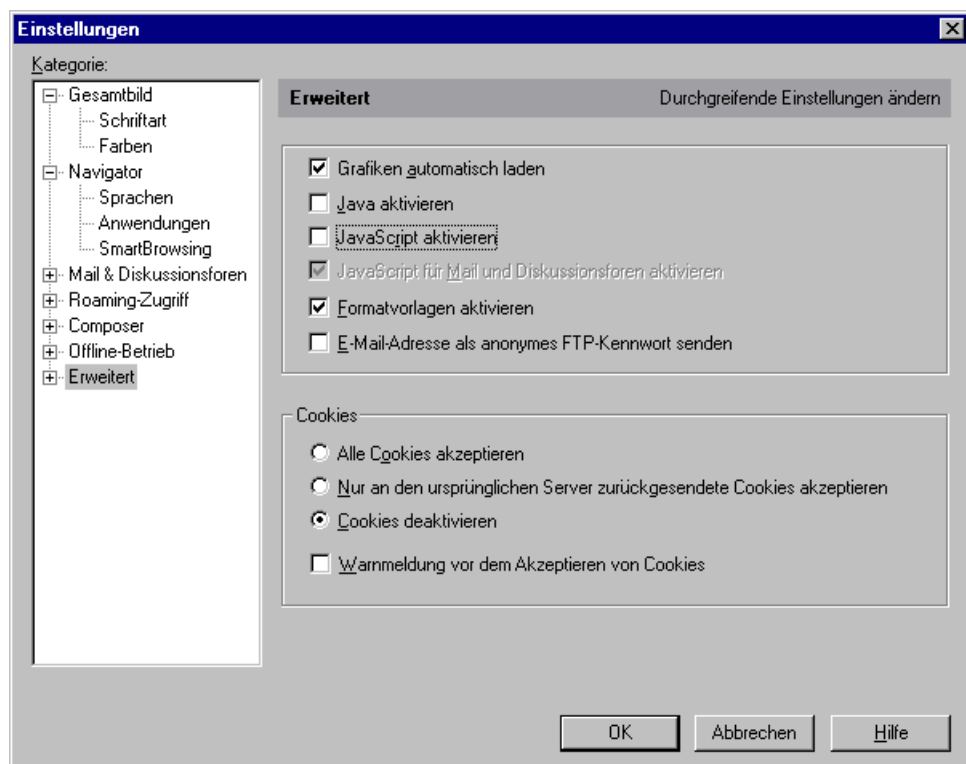 Einstellungen
Kategorie:
Gesamtbild
Schriftart
Farben
Navigator
Sprachen
Anwendungen
SmartBrowsing
Mail & Diskussionsforen
Roaming-Zugriff
Composer
Offline-Betrieb
Erweitert
Erweitert Durchgreifende Einstellungen ändern
Grafiken automatisch laden
Java aktivieren
JavaScript aktivieren
JavaScript für Mail und Diskussionsforen aktivieren
Formatvorlagen aktivieren
E-Mail-Adresse als anonymes FTP-Kennwort senden
Cookies
Alle Cookies akzeptieren
Nur an den ursprünglichen Server zurückgesendete Cookies akzeptieren
Cookies deaktivieren
Warnmeldung vor dem Akzeptieren von Cookies
OK Abbrechen Hilfe